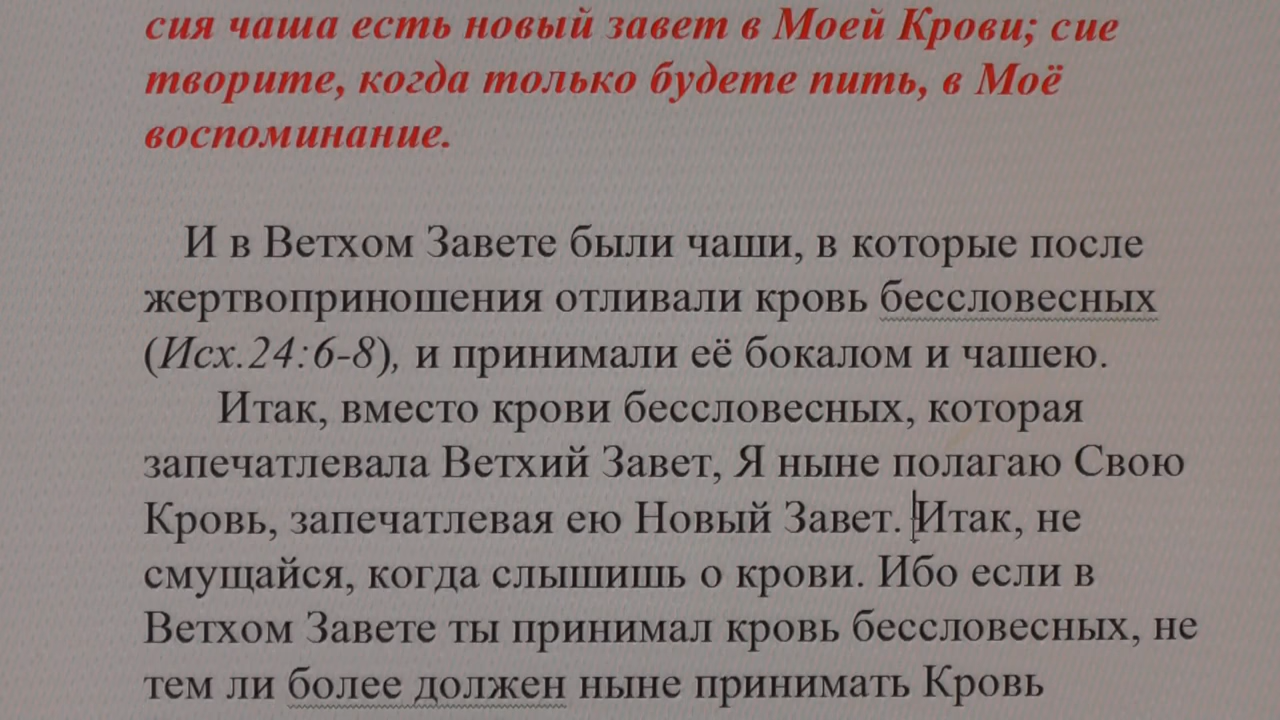 сия чаша есть новый завет в Моей Крови; сие
творите, когда только будете пить, в Моё
воспоминание.
И в Ветхом Завете были чаши, в которые после
жертвоприношения отливали кровь бессловесных
(Исх.24:6-8), и принимали её бокалом и чашею.
Итак, вместо крови бессловесных, которая
запечатлевала Ветхий Завет, Я ныне полагаю Свою
Кровь, запечатлевая ею Новый Завет. Итак, не
смущайся, когда слышишь о крови. Ибо если в
Ветхом Завете ты принимал кровь бессловесных, не
тем ли более должен ныне принимать Кровь